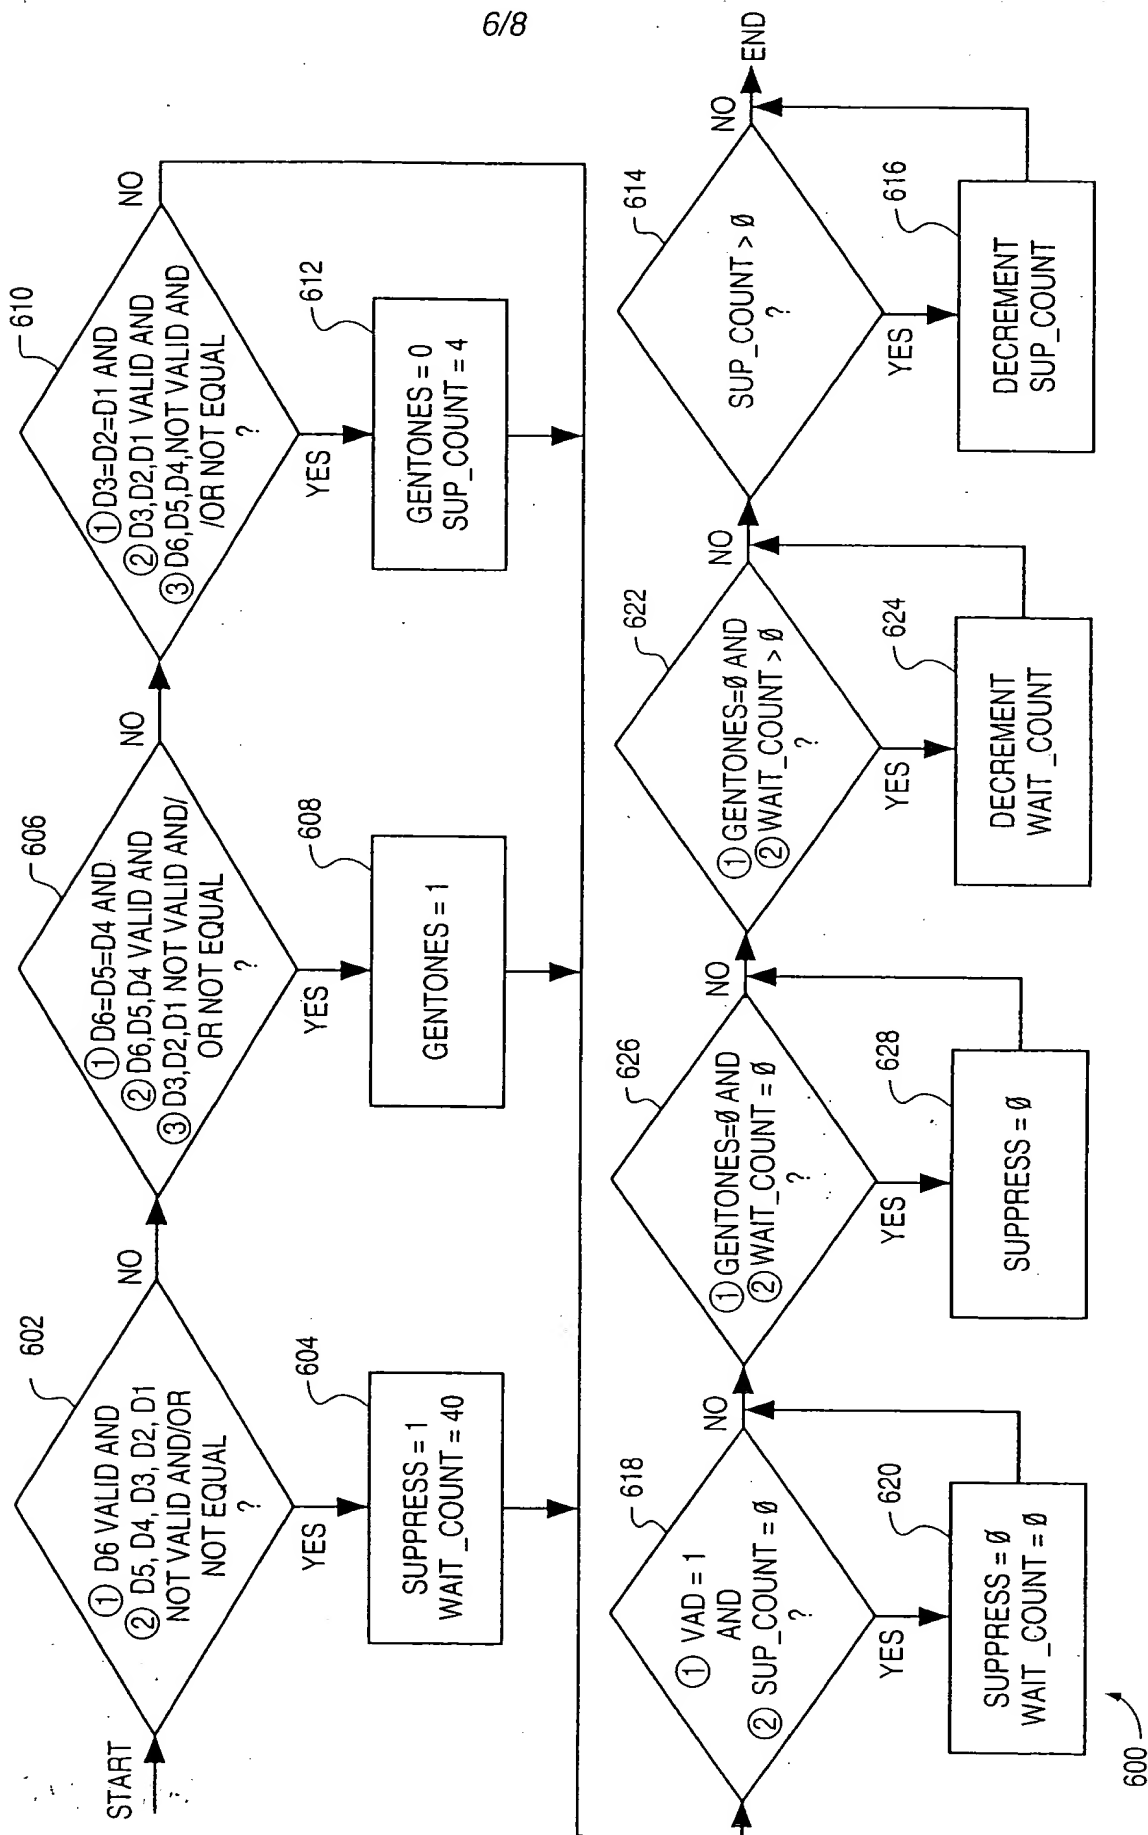 6/8
START
602
① D6 VALID AND
② D5, D4, D3, D2, D1
NOT VALID AND/OR
NOT EQUAL
?
NO
YES
604
SUPPRESS = 1
WAIT_COUNT = 40
606
① D6=D5=D4 AND
② D6,D5,D4 VALID AND
③ D3,D2,D1 NOT VALID AND/
OR NOT EQUAL
?
NO
YES
608
GENTONES = 1
610
① D3=D2=D1 AND
② D3,D2,D1 VALID AND
③ D6,D5,D4,NOT VALID AND
/OR NOT EQUAL
?
NO
YES
612
GENTONES = 0
SUP_COUNT = 4
618
① VAD = 1
AND
② SUP_COUNT = Ø
?
NO
YES
620
SUPPRESS = Ø
WAIT_COUNT = Ø
626
① GENTONES=Ø AND
② WAIT_COUNT = Ø
?
NO
YES
628
SUPPRESS = Ø
622
① GENTONES=Ø AND
② WAIT_COUNT > Ø
?
NO
YES
624
DECREMENT
WAIT_COUNT
614
SUP_COUNT > Ø
?
NO
END
YES
616
DECREMENT
SUP_COUNT
600